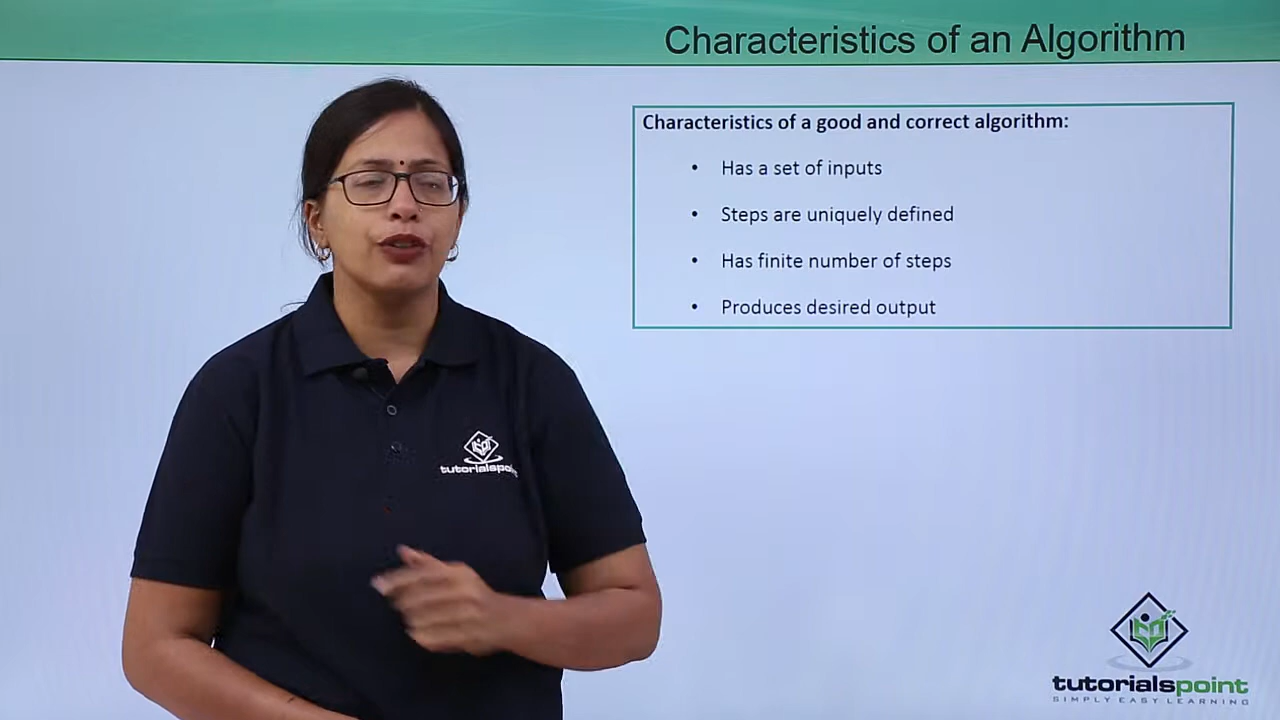 Characteristics of an Algorithm
Characteristics of a good and correct algorithm:
• Has a set of inputs
• Steps are uniquely defined
• Has finite number of steps
• Produces desired output
tutorialspoint
tutorialspoint
SIMPLY EASY LEARNING